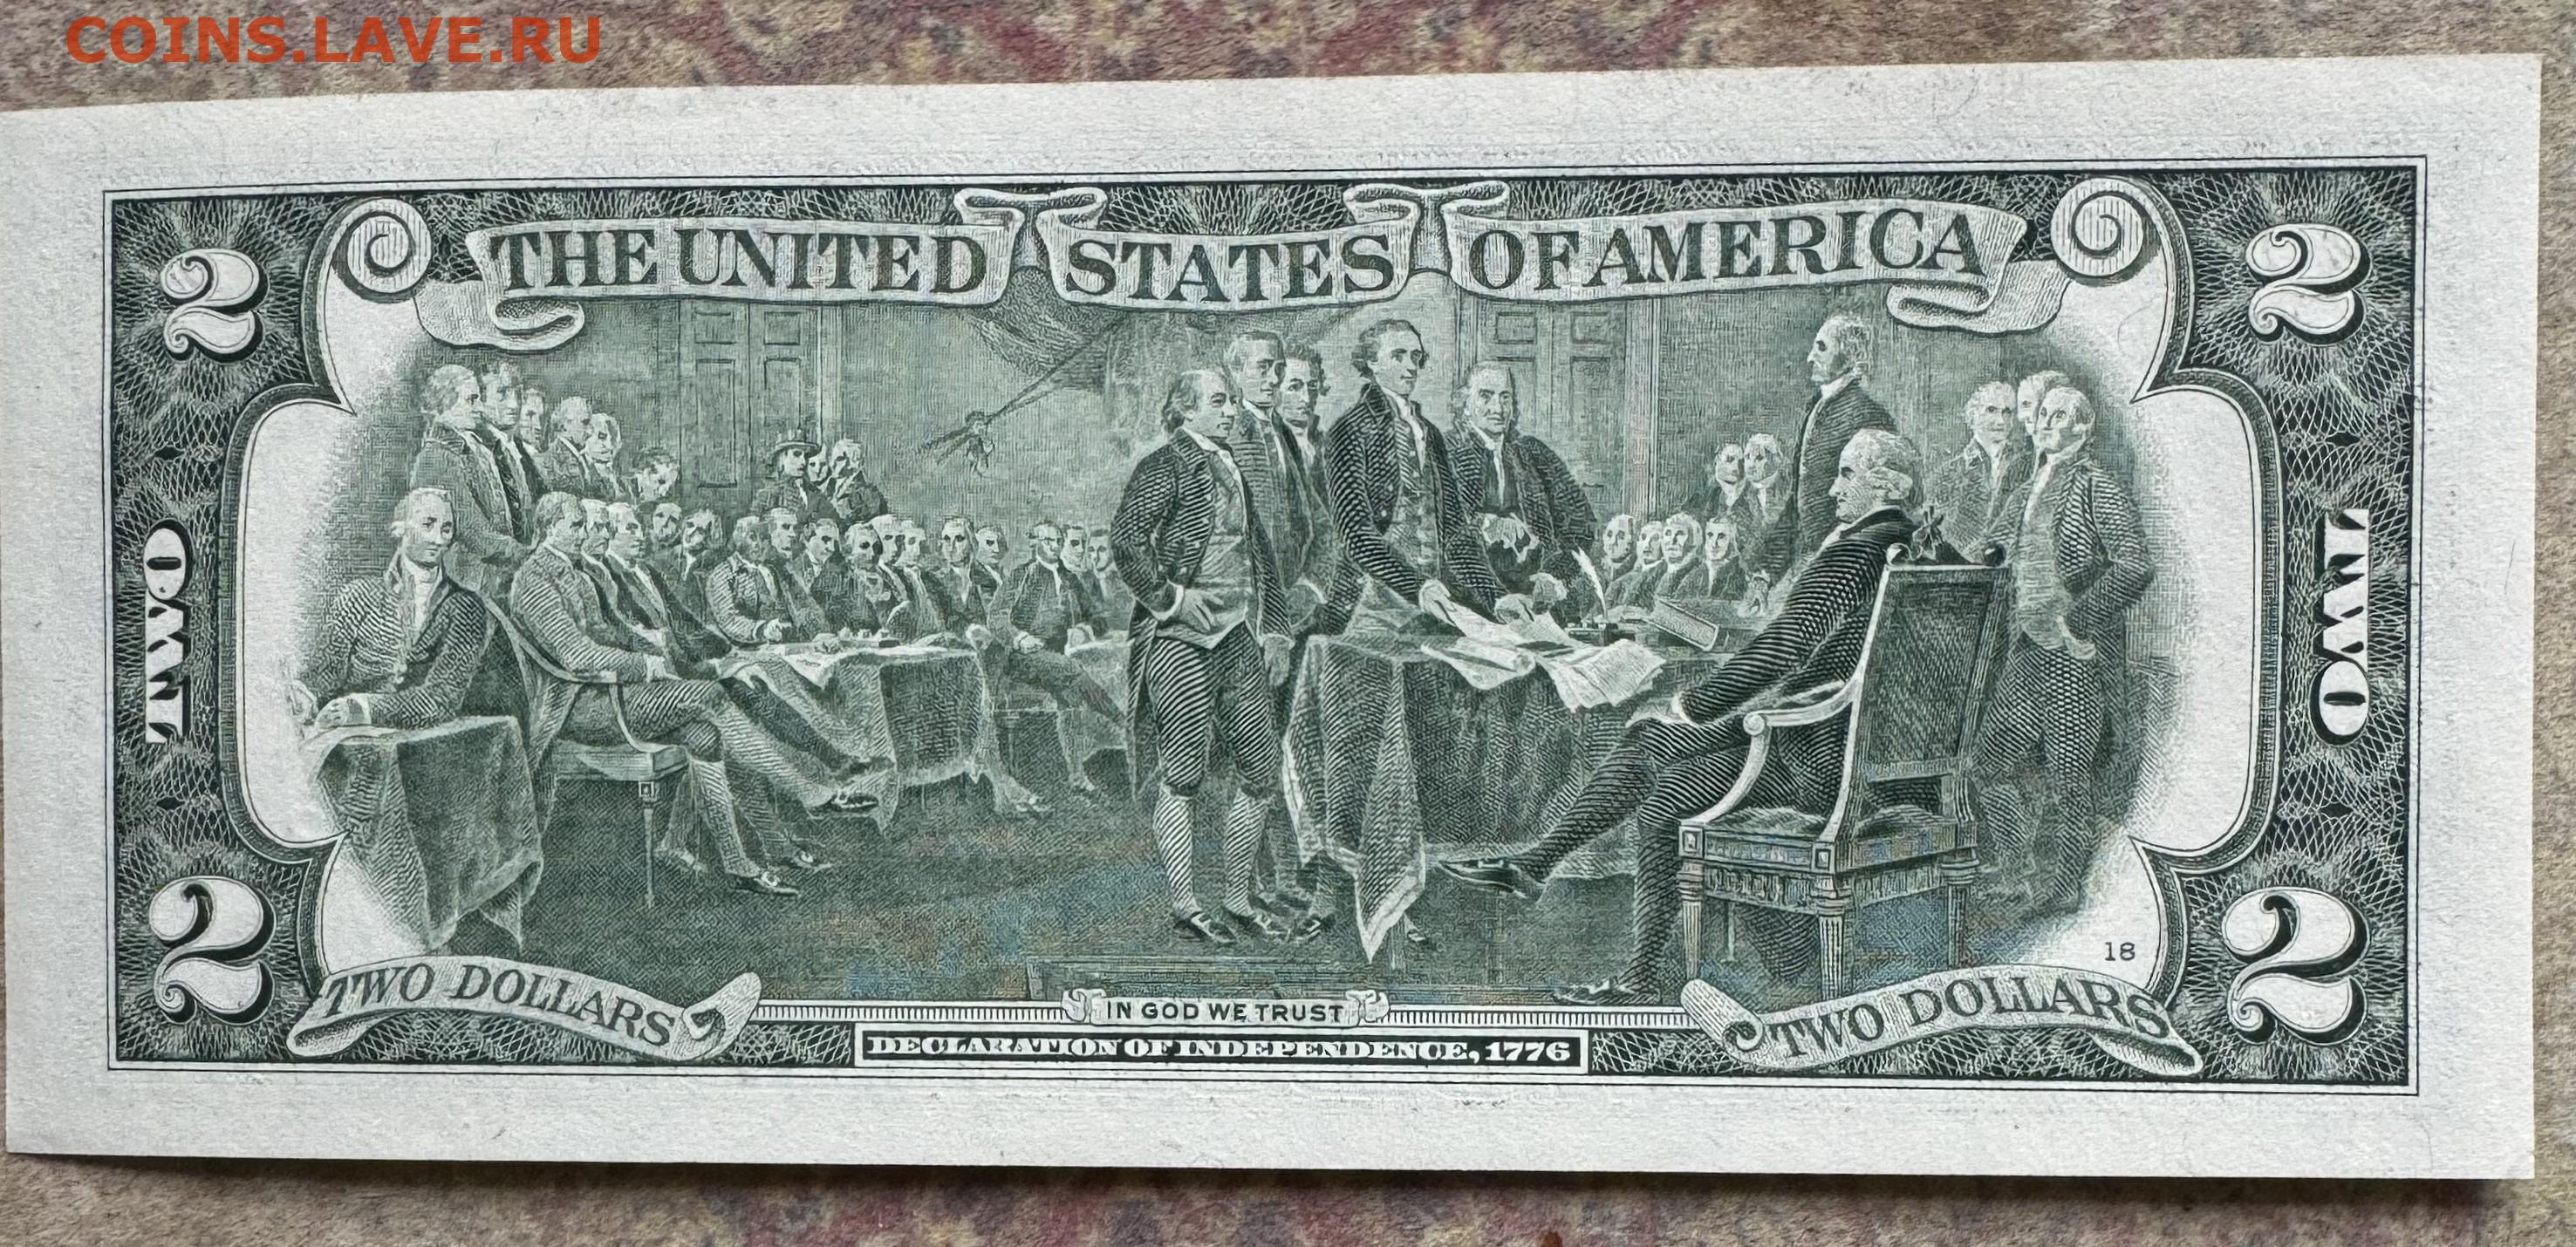 COINS.LAVE.RU
THE UNITED STATES OF AMERICA
2
2
TWO
TWO
18
2
2
TWO DOLLARS
TWO DOLLARS
IN GOD WE TRUST
DECLARATION OF INDEPENDENCE, 1776